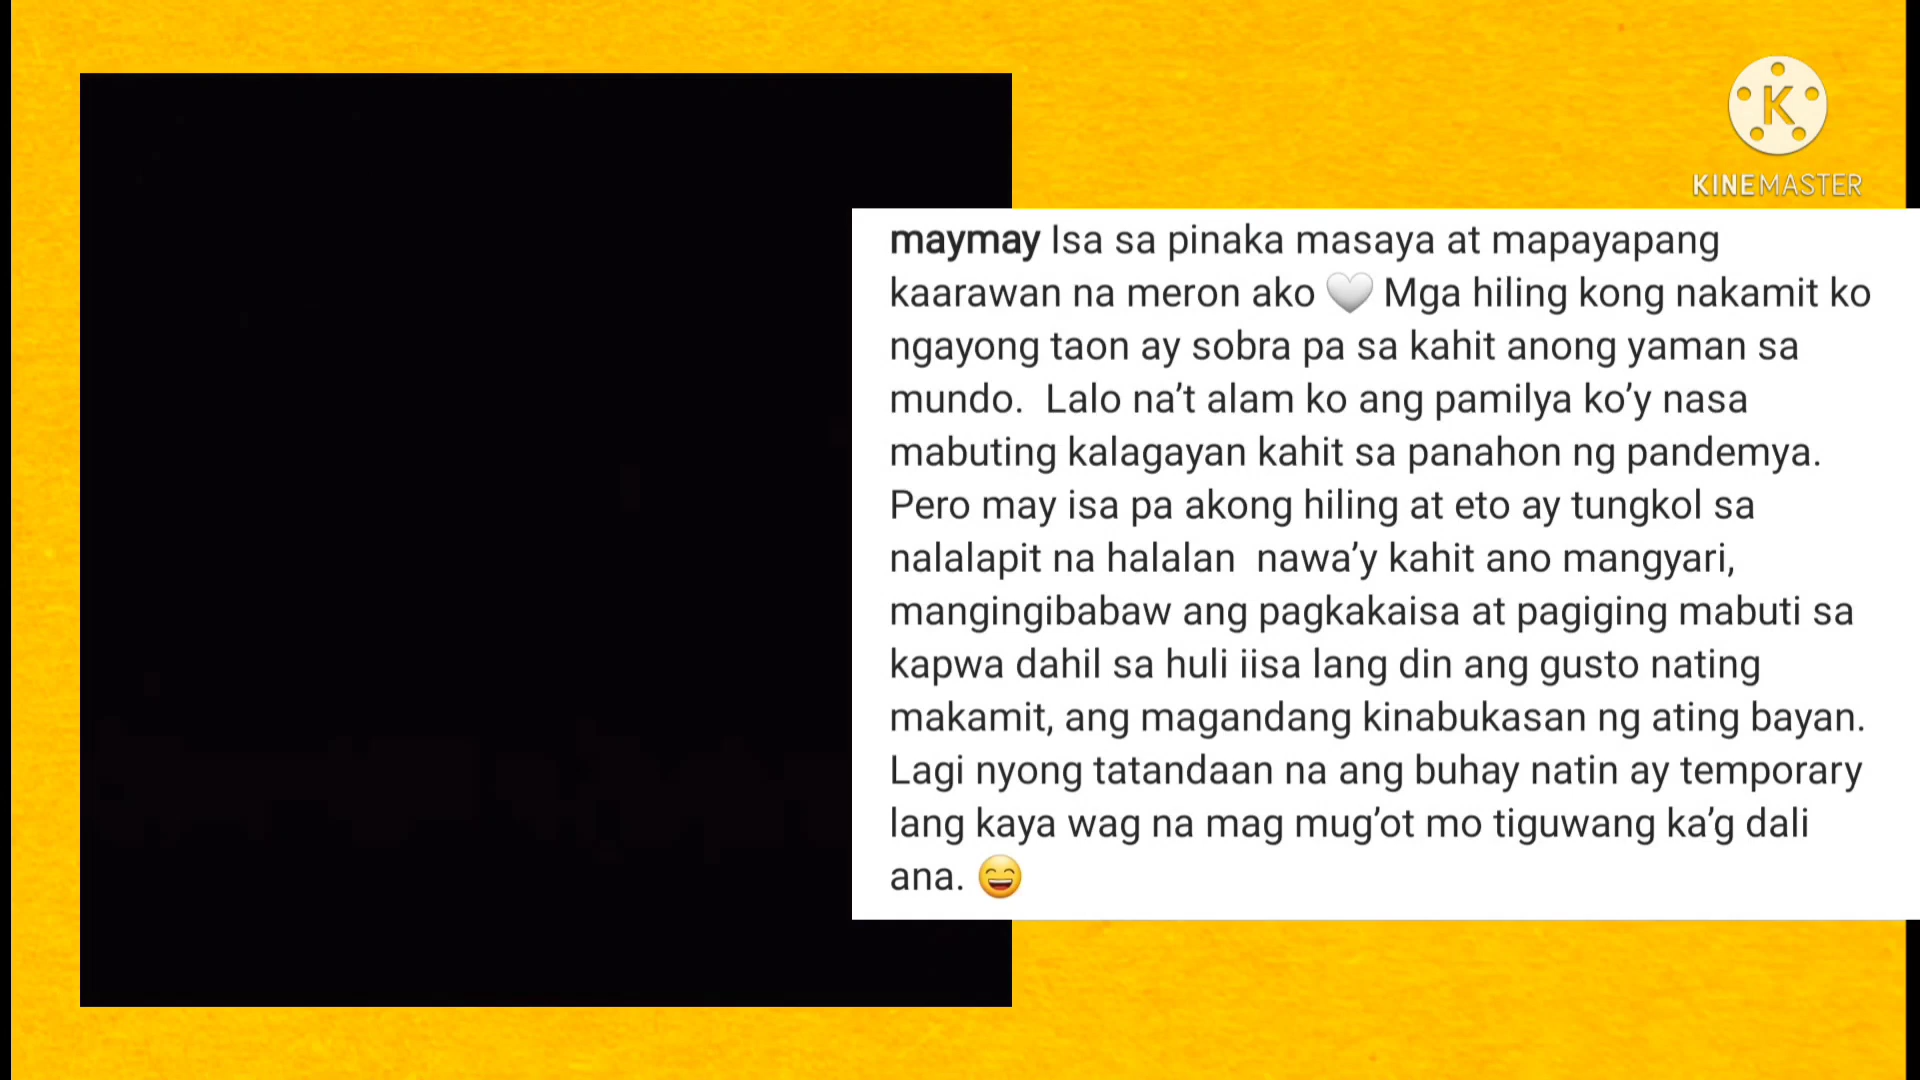 K
KINEMASTER
maymay Isa sa pinaka masaya at mapayapang
kaarawan na meron ako 🤍 Mga hiling kong nakamit ko
ngayong taon ay sobra pa sa kahit anong yaman sa
mundo.  Lalo na’t alam ko ang pamilya ko’y nasa
mabuting kalagayan kahit sa panahon ng pandemya.
Pero may isa pa akong hiling at eto ay tungkol sa
nalalapit na halalan  nawa’y kahit ano mangyari,
mangingibabaw ang pagkakaisa at pagiging mabuti sa
kapwa dahil sa huli iisa lang din ang gusto nating
makamit, ang magandang kinabukasan ng ating bayan.
Lagi nyong tatandaan na ang buhay natin ay temporary
lang kaya wag na mag mug’ot mo tiguwang ka’g dali
ana. 😄